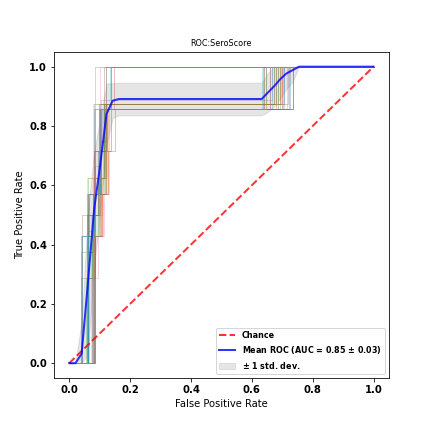 ROC:SeroScore
True Positive Rate
1.0
0.8
0.6
0.4
0.2
0.0
Chance
Mean ROC (AUC = 0.85 ± 0.03)
± 1 std. dev.
0.0 0.2 0.4 0.6 0.8 1.0
False Positive Rate